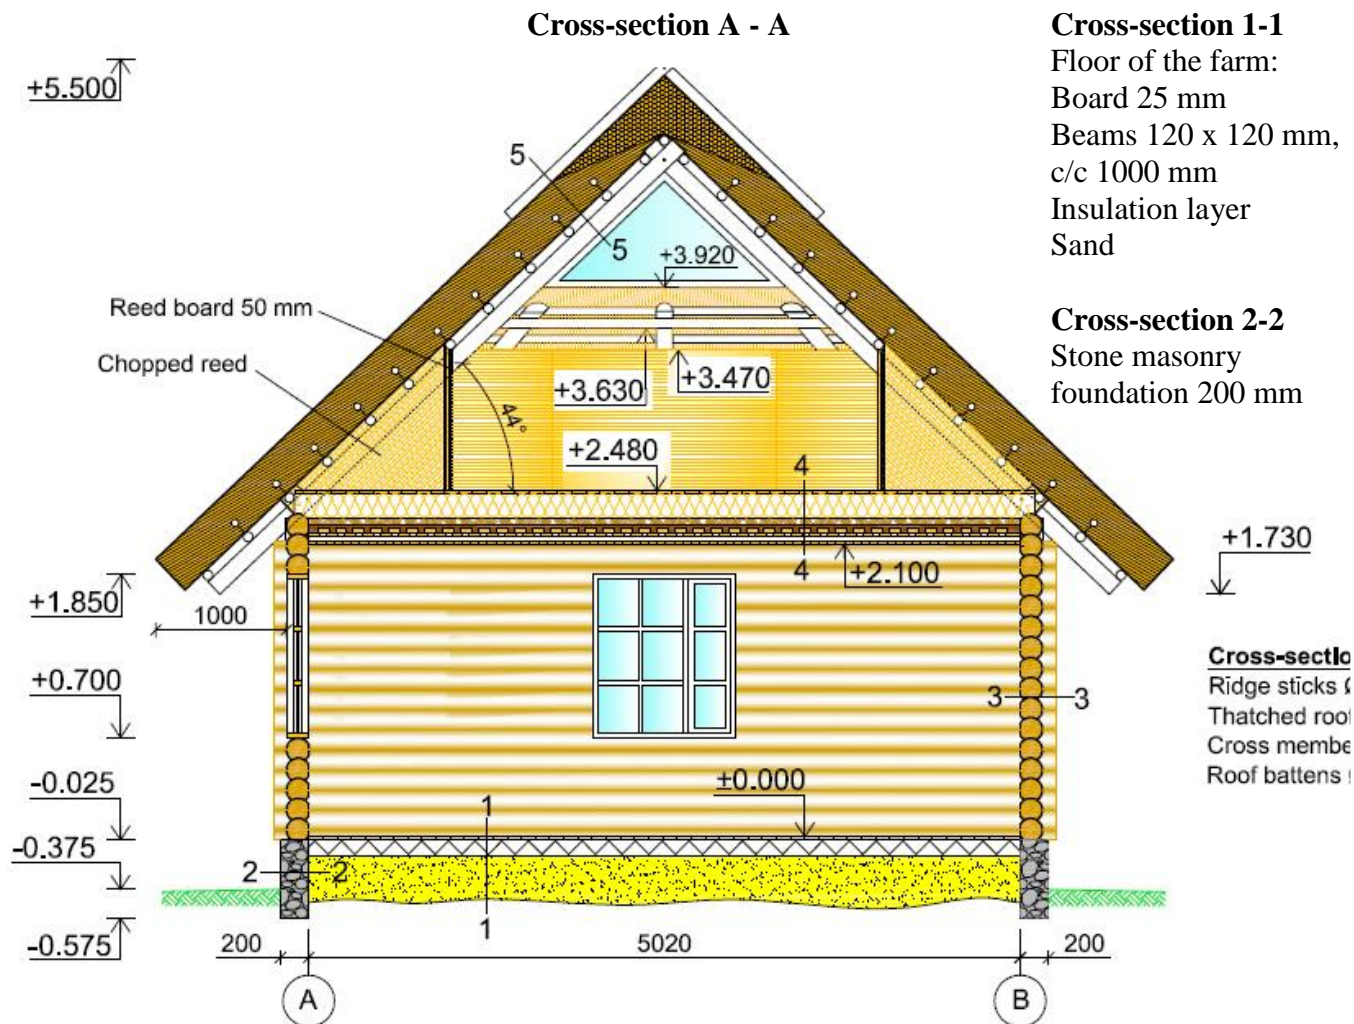 Cross-section A - A
Cross-section 1-1
Floor of the farm:
Board 25 mm
Beams 120 x 120 mm,
c/c 1000 mm
Insulation layer
Sand
Cross-section 2-2
Stone masonry
foundation 200 mm
+5.500
5
5
+3.920
Reed board 50 mm
Chopped reed
+3.630
+3.470
44°
+2.480
4
4
+2.100
+1.730
+1.850
1000
+0.700
3
3
Cross-sectio
Ridge sticks
Thatched roof
Cross membe
Roof battens
±0.000
-0.025
1
-0.375
2
2
1
-0.575
200
5020
200
A
B